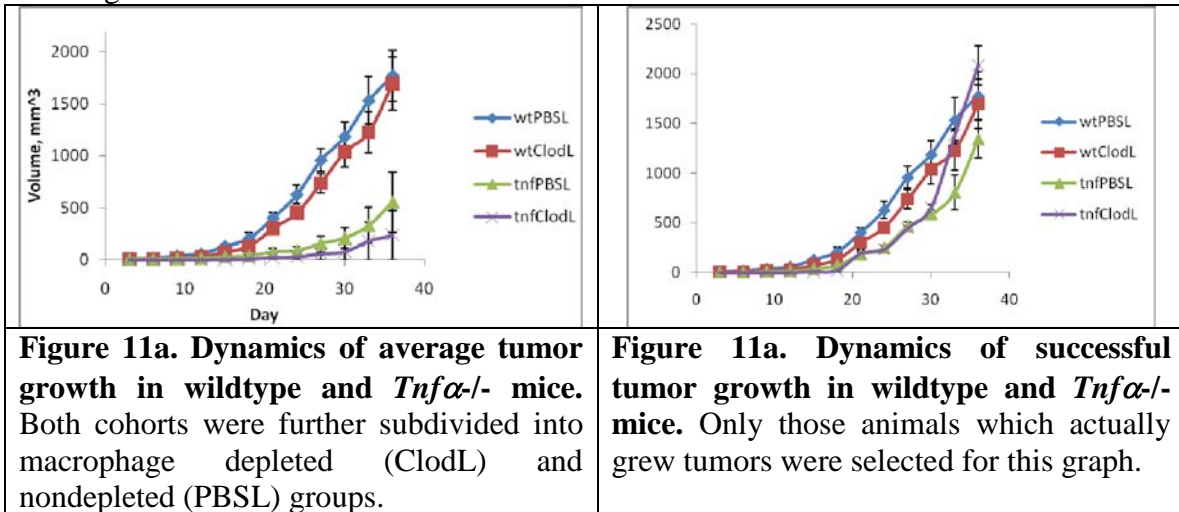 2000
1500
1000
500
0
Volume, mm^3
0 10 20 30 40
Day
wtPBSL
wtClodL
tnfPBSL
tnfClodL
2500
2000
1500
1000
500
0
0 10 20 30 40
wtPBSL
wtClodL
tnfPBSL
tnfClodL
Figure 11a. Dynamics of average tumor
growth in wildtype and Tnfα-/- mice.
Both cohorts were further subdivided into
macrophage depleted (ClodL) and
nondepleted (PBSL) groups.
Figure 11a. Dynamics of successful
tumor growth in wildtype and Tnfα-/-
mice. Only those animals which actually
grew tumors were selected for this graph.